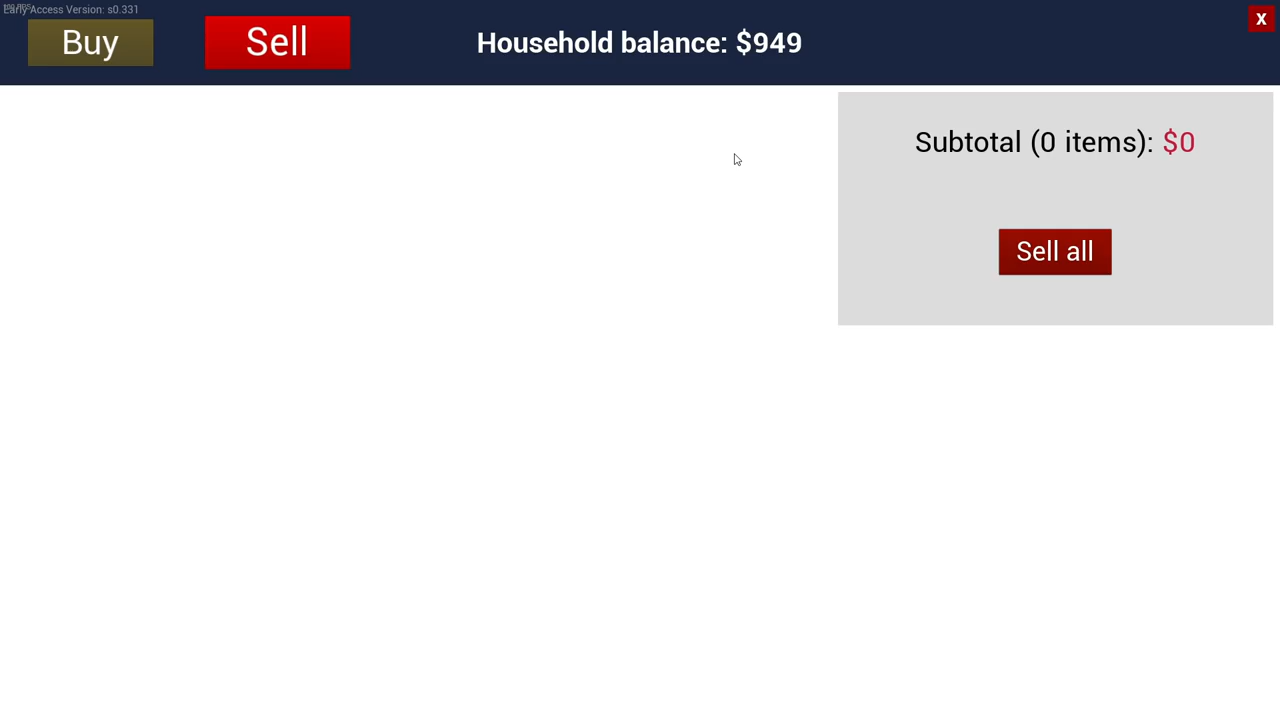 Early Access Version: s0.331
Buy
Sell
Household balance: $949
X
Subtotal (0 items): $0
Sell all